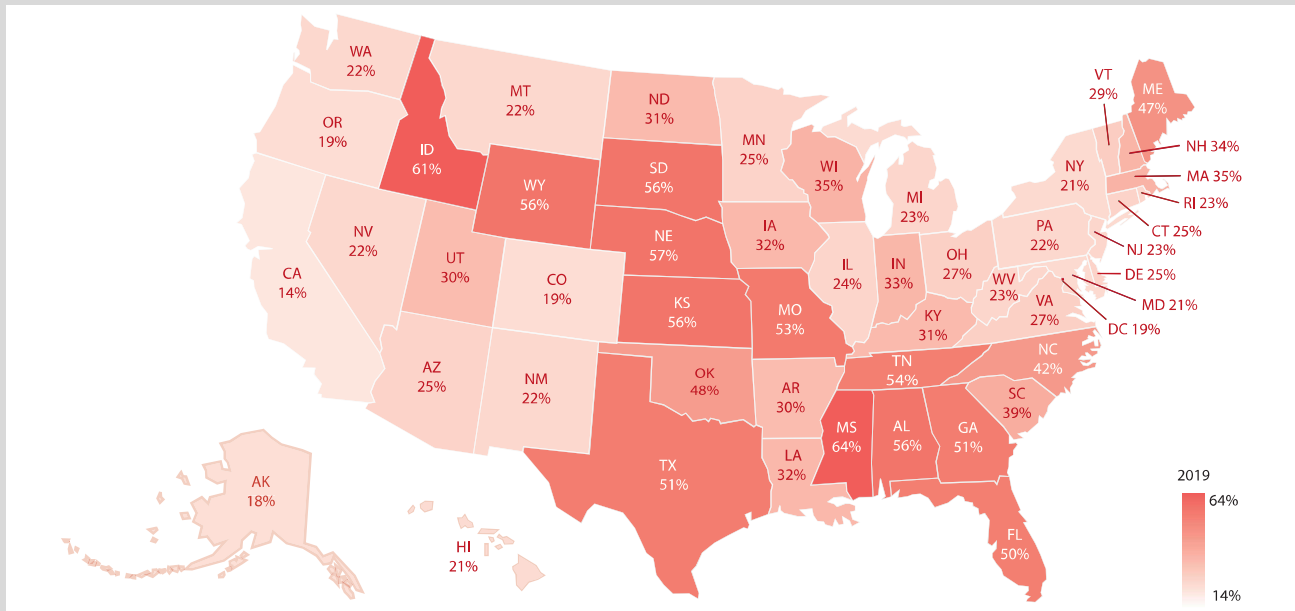 WA
22%
OR
19%
CA
14%
NV
22%
ID
61%
MT
22%
WY
56%
UT
30%
CO
19%
AZ
25%
NM
22%
ND
31%
SD
56%
NE
57%
KS
56%
OK
48%
TX
51%
MN
25%
IA
32%
MO
53%
AR
30%
LA
32%
WI
35%
IL
24%
MI
23%
IN
33%
OH
27%
KY
31%
TN
54%
MS
64%
AL
56%
GA
51%
FL
50%
SC
39%
NC
42%
VA
27%
WV
23%
PA
22%
NY
21%
VT
29%
ME
47%
NH 34%
MA 35%
RI 23%
CT 25%
NJ 23%
DE 25%
MD 21%
DC 19%
AK
18%
HI
21%
2019
64%
14%